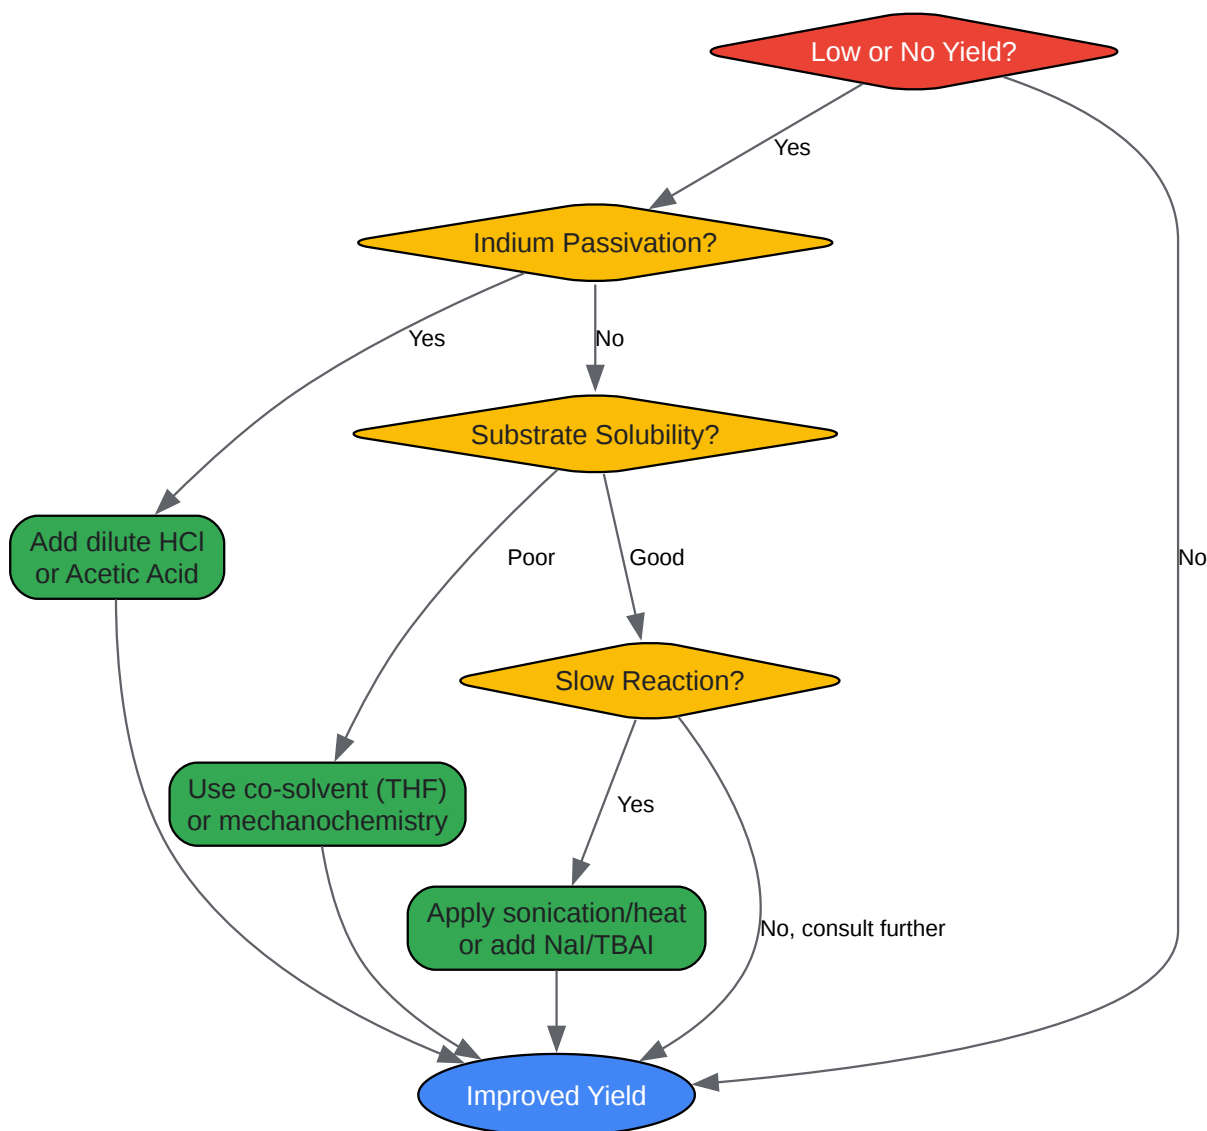 Low or No Yield?
Yes
Indium Passivation?
Yes
No
Substrate Solubility?
Add dilute HCl
or Acetic Acid
Poor
Good
No
Slow Reaction?
Use co-solvent (THF)
or mechanochemistry
Yes
Apply sonication/heat
or add NaI/TBAI
No, consult further
Improved Yield